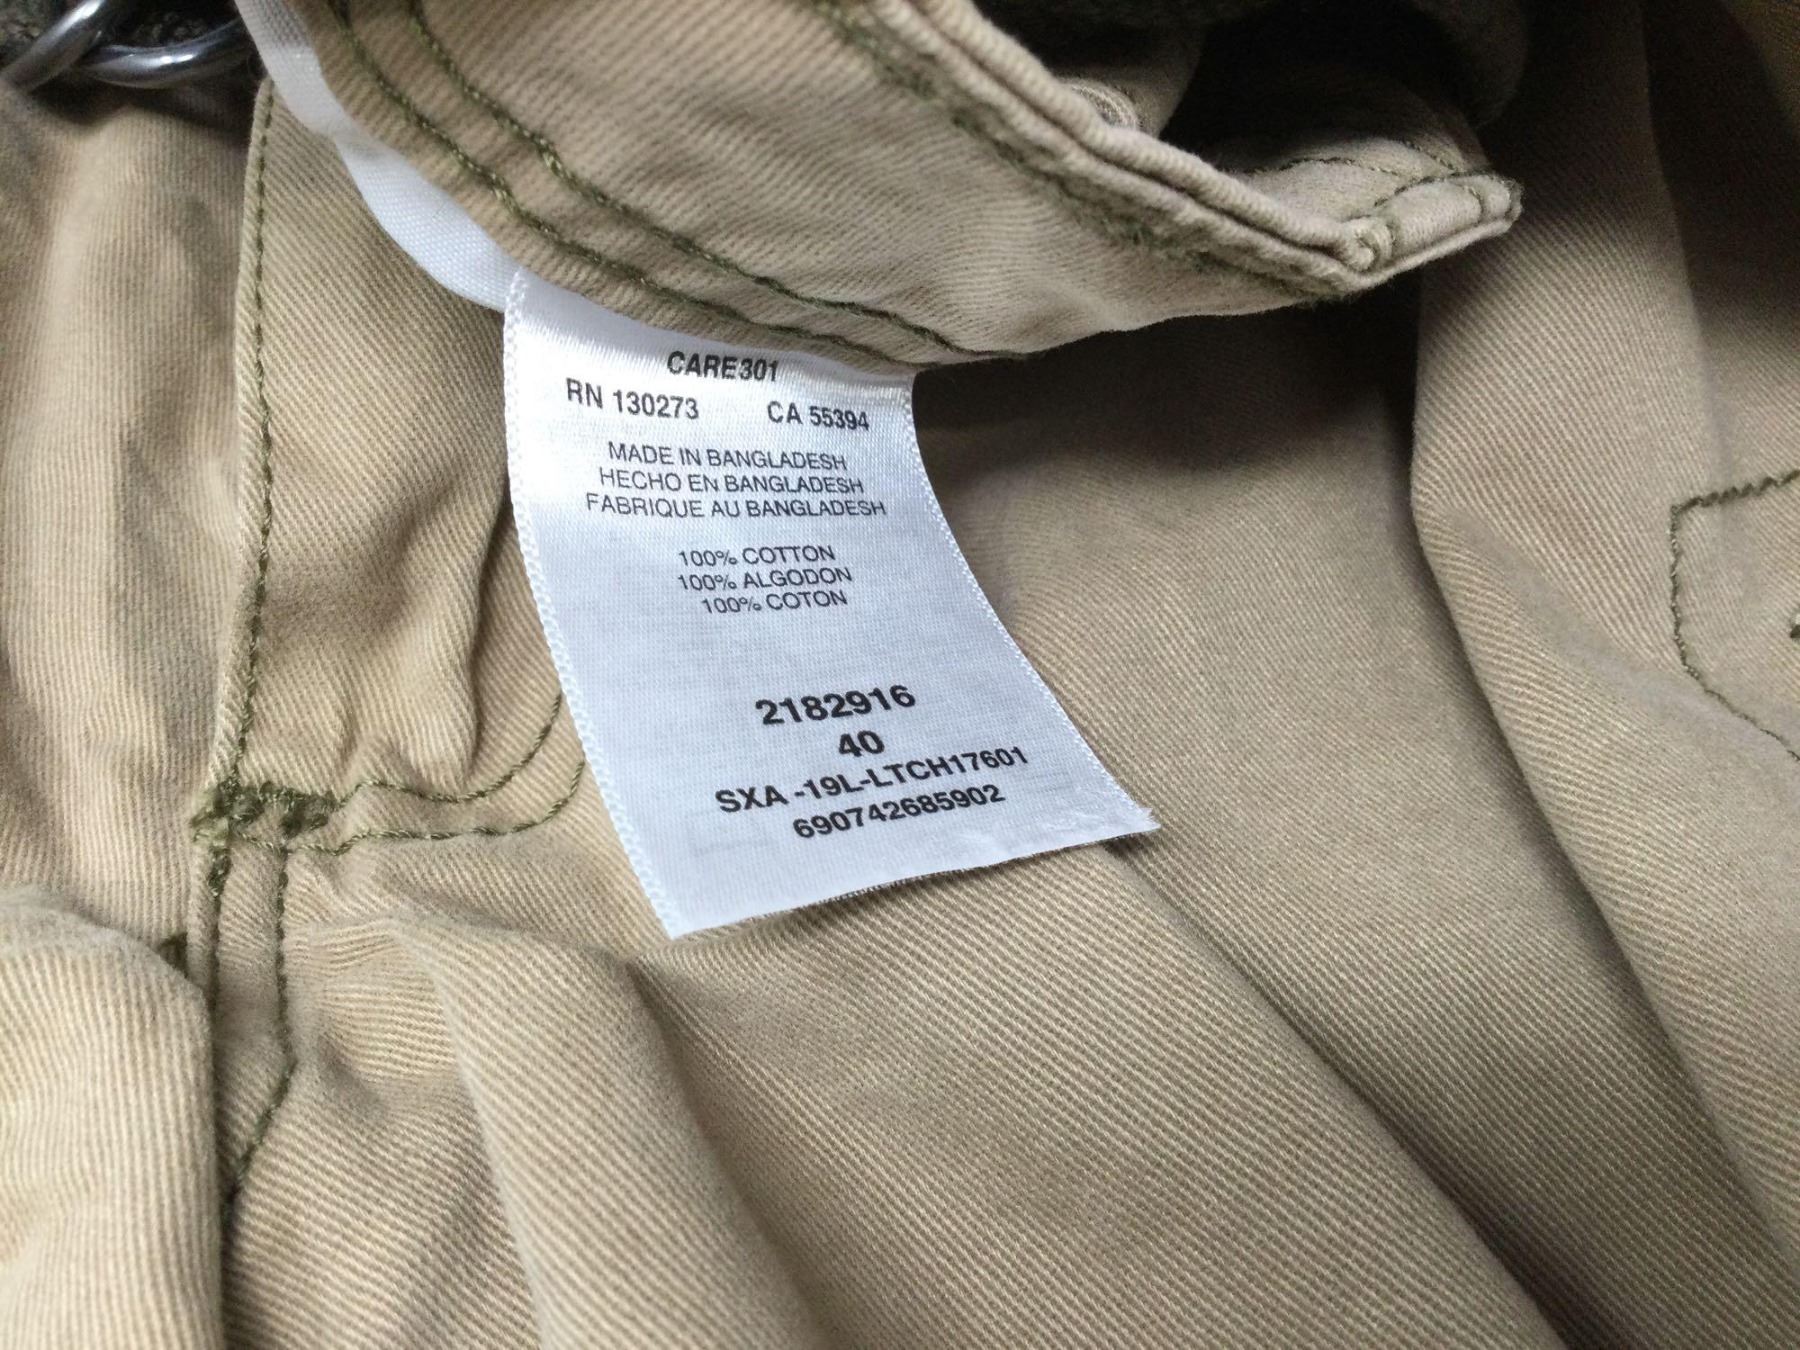 CARE301
RN 130273 CA 55394
MADE IN BANGLADESH
HECHO EN BANGLADESH
FABRIQUE AU BANGLADESH
100% COTTON
100% ALGODON
100% COTON
2182916
40
SXA -19L-LTCH17601
690742685902